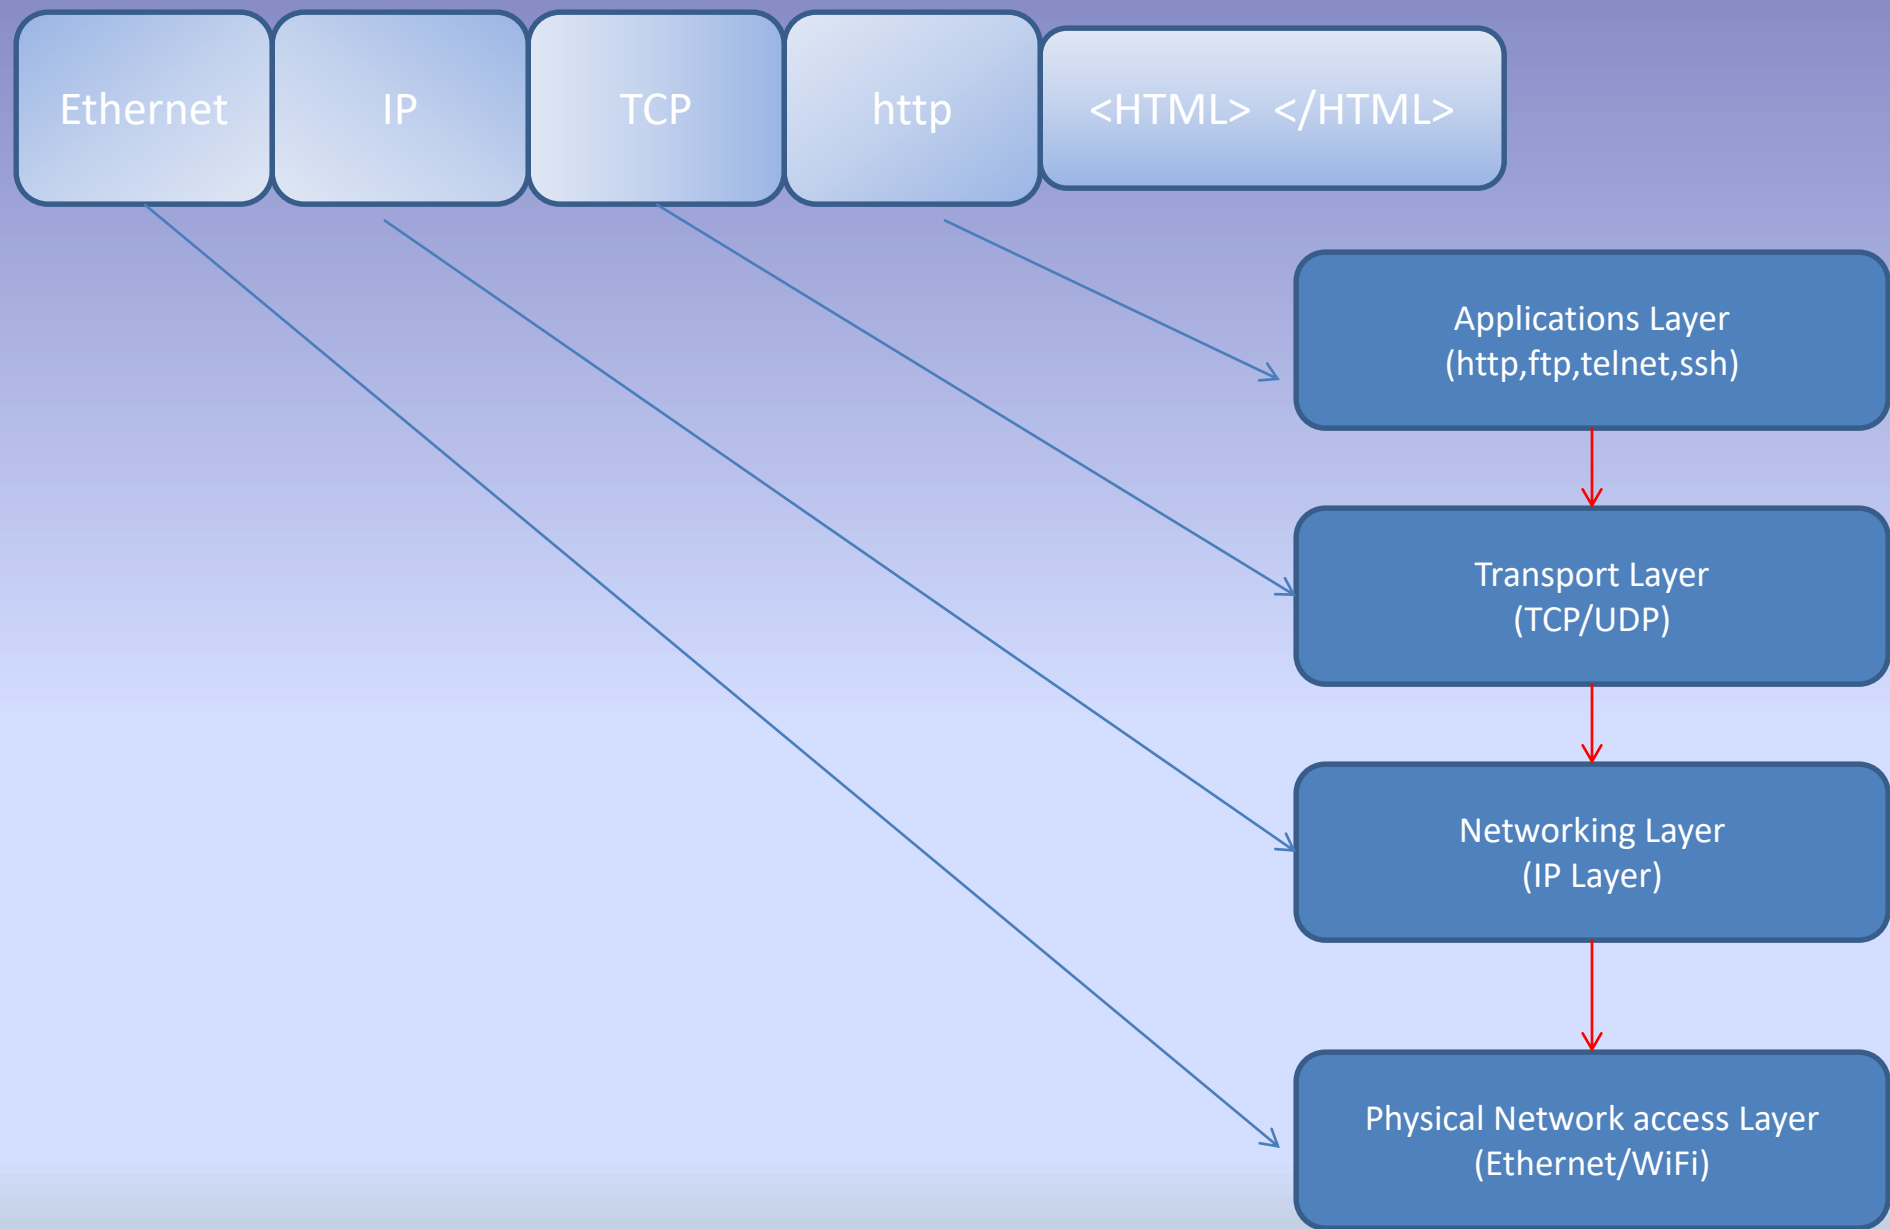 Ethernet
IP
TCP
http
<HTML> </HTML>
Applications Layer
(http,ftp,telnet,ssh)
Transport Layer
(TCP/UDP)
Networking Layer
(IP Layer)
Physical Network access Layer
(Ethernet/WiFi)